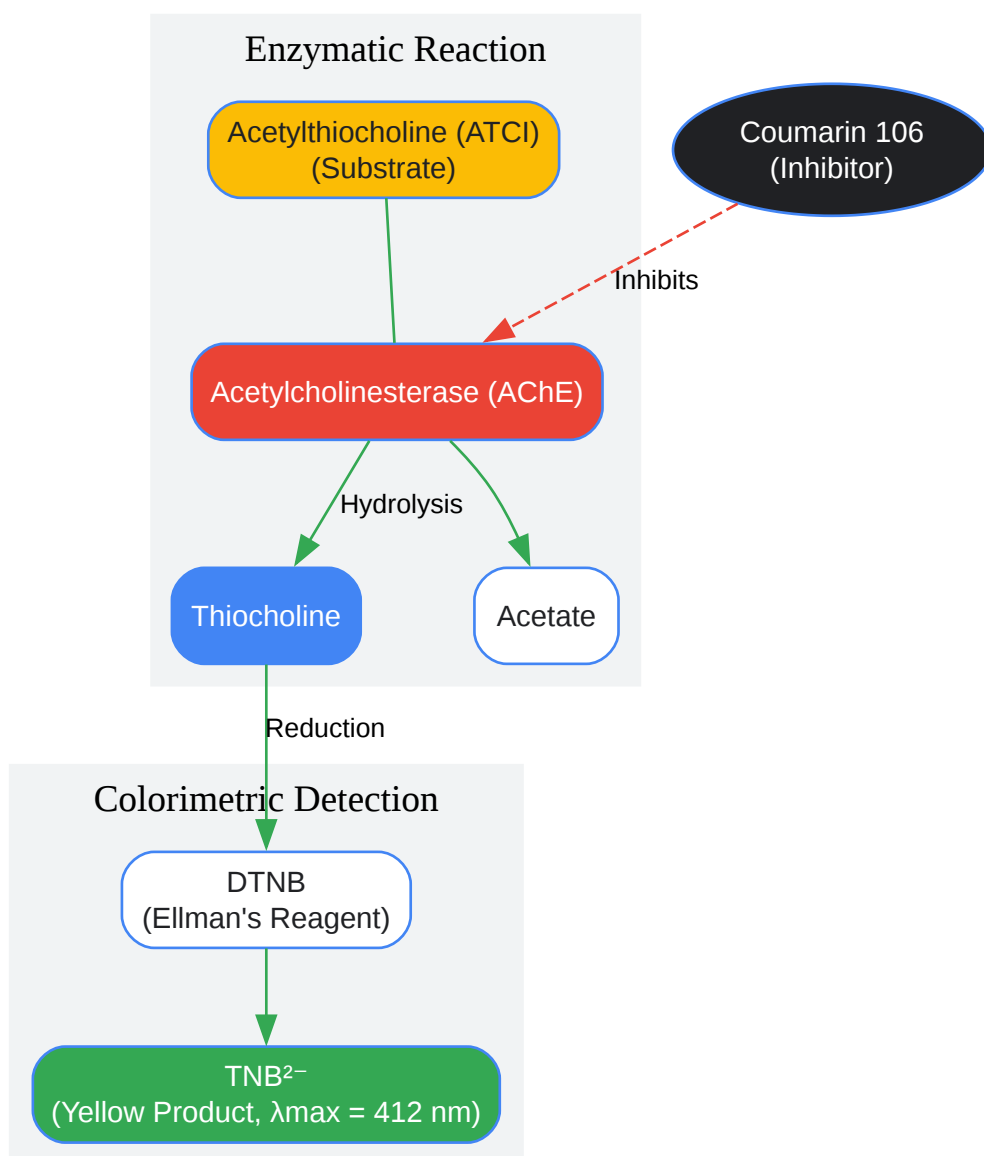 Enzymatic Reaction
Acetylthiocholine (ATCI)
(Substrate)
Coumarin 106
(Inhibitor)
Inhibits
Acetylcholinesterase (AChE)
Hydrolysis
Thiocholine
Acetate
Reduction
Colorimetric Detection
DTNB
(Ellman's Reagent)
TNB²⁻
(Yellow Product, λmax = 412 nm)